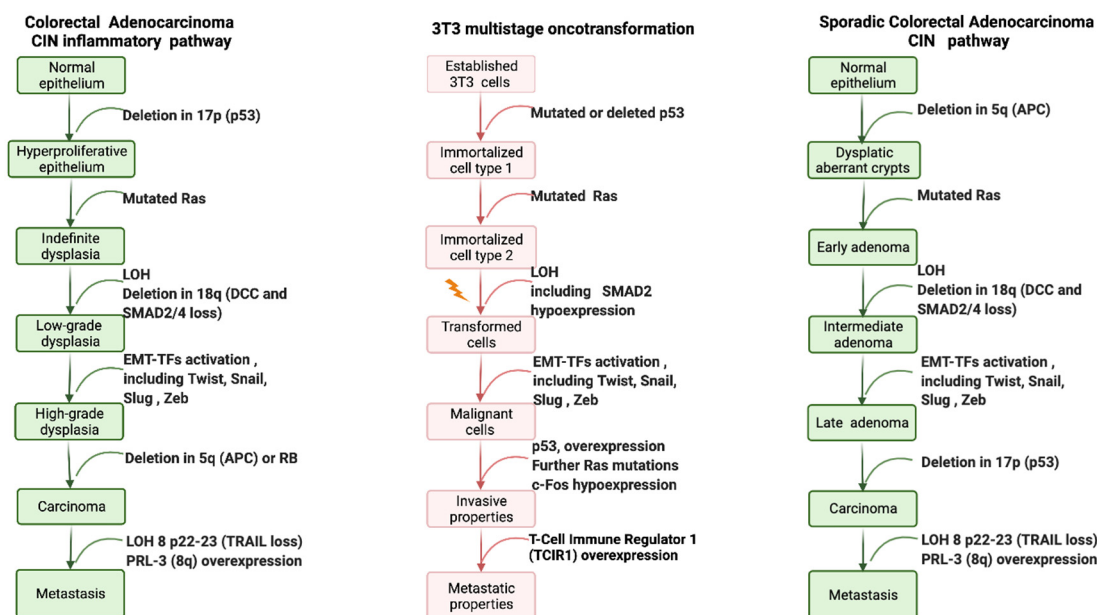 Colorectal Adenocarcinoma
CIN inflammatory pathway
Normal
epithelium
Deletion in 17p (p53)
Hyperproliferative
epithelium
Mutated Ras
Indefinite
dysplasia
LOH
Deletion in 18q (DCC and
SMAD2/4 loss)
Low-grade
dysplasia
EMT-TFs activation ,
including Twist, Snail,
Slug , Zeb
High-grade
dysplasia
Deletion in 5q (APC) or RB
Carcinoma
LOH 8 p22-23 (TRAIL loss)
PRL-3 (8q) overexpression
Metastasis
3T3 multistage oncotransformation
Established
3T3 cells
Mutated or deleted p53
Immortalized
cell type 1
Mutated Ras
Immortalized
cell type 2
LOH
including SMAD2
hypoexpression
Transformed
cells
EMT-TFs activation ,
including Twist, Snail,
Slug , Zeb
Malignant
cells
p53, overexpression
Further Ras mutations
c-Fos hypoexpression
Invasive
properties
T-Cell Immune Regulator 1
(TCIR1) overexpression
Metastatic
properties
Sporadic Colorectal Adenocarcinoma
CIN pathway
Normal
epithelium
Deletion in 5q (APC)
Dysplatic
aberrant crypts
Mutated Ras
Early adenoma
LOH
Deletion in 18q (DCC and
SMAD2/4 loss)
Intermediate
adenoma
EMT-TFs activation ,
including Twist, Snail,
Slug , Zeb
Late adenoma
Deletion in 17p (p53)
Carcinoma
LOH 8 p22-23 (TRAIL loss)
PRL-3 (8q) overexpression
Metastasis